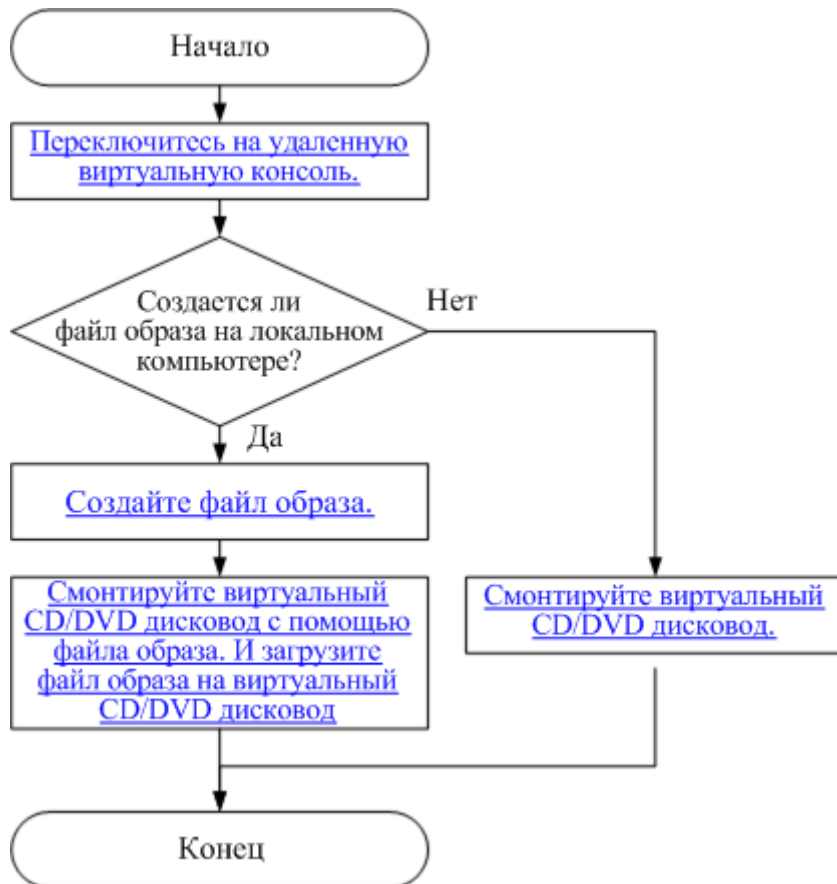 Начало
Переключитесь на удаленную
виртуальную консоль.
Создается ли
файл образа на локальном
компьютере?
Нет
Да
Создайте файл образа.
Смонтируйте виртуальный
CD/DVD дисковод с помощью
файла образа. И загрузите
файл образа на виртуальный
CD/DVD дисковод
Смонтируйте виртуальный
CD/DVD дисковод.
Конец